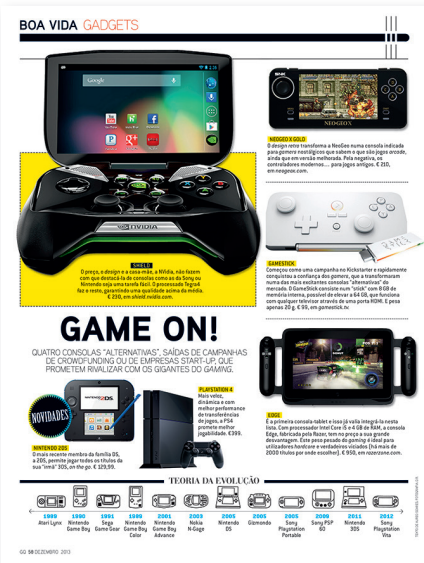 BOA VIDA GADGETS
Google
SNK
NEOGEO X
NEOGEO X GOLD
O design retro transforma a NeoGeo numa consola indicada
para gamers nostálgicos que sabem o que são jogos arcade,
ainda que em versão melhorada. Pela negativa, os
controladores modernos.... para jogos antigos. € 210,
em neogeox.com.
NVIDIA
SHIELD
O preço, o design e a casa-mãe, a NVidia, não fazem
com que destacá-la de consolas como as da Sony ou
Nintendo seja uma tarefa fácil. O processador Tegra4
faz o resto, garantindo uma qualidade acima da média.
€ 230, em shield.nvidia.com.
GAMESTICK
Começou como uma campanha no Kickstarter e rapidamente
conquistou a confiança dos gamers, que a transformaram
numa das mais excitantes consolas "alternativas" do
mercado. O GameStick consiste num "stick" com 8 GB de
memória interna, passível de elevar a 64 GB, que funciona
com qualquer televisor através de uma porta HDMI. E pesa
apenas 20 g. € 99, em gamestick.tv.
GAME ON!
QUATRO CONSOLAS "ALTERNATIVAS", SAÍDAS DE CAMPANHAS
DE CROWDFUNDING OU DE EMPRESAS START-UP, QUE
PROMETEM RIVALIZAR COM OS GIGANTES DO GAMING.
NOVIDADES
NINTENDO 2DS
NINTENDO 2DS
O mais recente membro da família DS,
a 2DS, permite jogar todos os títulos da
sua "irmã" 3DS, on the go. € 129,99.
PLAYSTATION 4
Mais veloz,
dinâmica e com
melhor performance
de transferências
de jogos, a PS4
promete melhor
jogabilidade. €399.
EDGE
É a primeira consola-tablet e isso já valia integrá-la nesta
lista. Com processador Intel Core i5 e 4 GB de RAM, a consola
Edge, fabricada pela Razer, tem no preço a sua grande
desvantagem. Este peso pesado do gaming é ideal para
utilizadores hardcore e verdadeiros viciados (há mais de
2000 títulos por onde escolher). € 950, em razerzone.com.
TEORIA DA EVOLUÇÃO
1989
Atari Lynx
1990
Nintendo
Game Boy
1991
Sega
Game Gear
1998
Nintendo
Game Boy
Color
2001
Nintendo
Game Boy
Advance
2003
Nokia
N-Gage
2005
Nintendo
DS
2005
Gizmondo
2005
Sony
Playstation
Portable
2009
Sony PSP
GO
2011
Nintendo
3DS
2012
Sony
Playstation
Vita
GQ 58 DEZEMBRO 2013